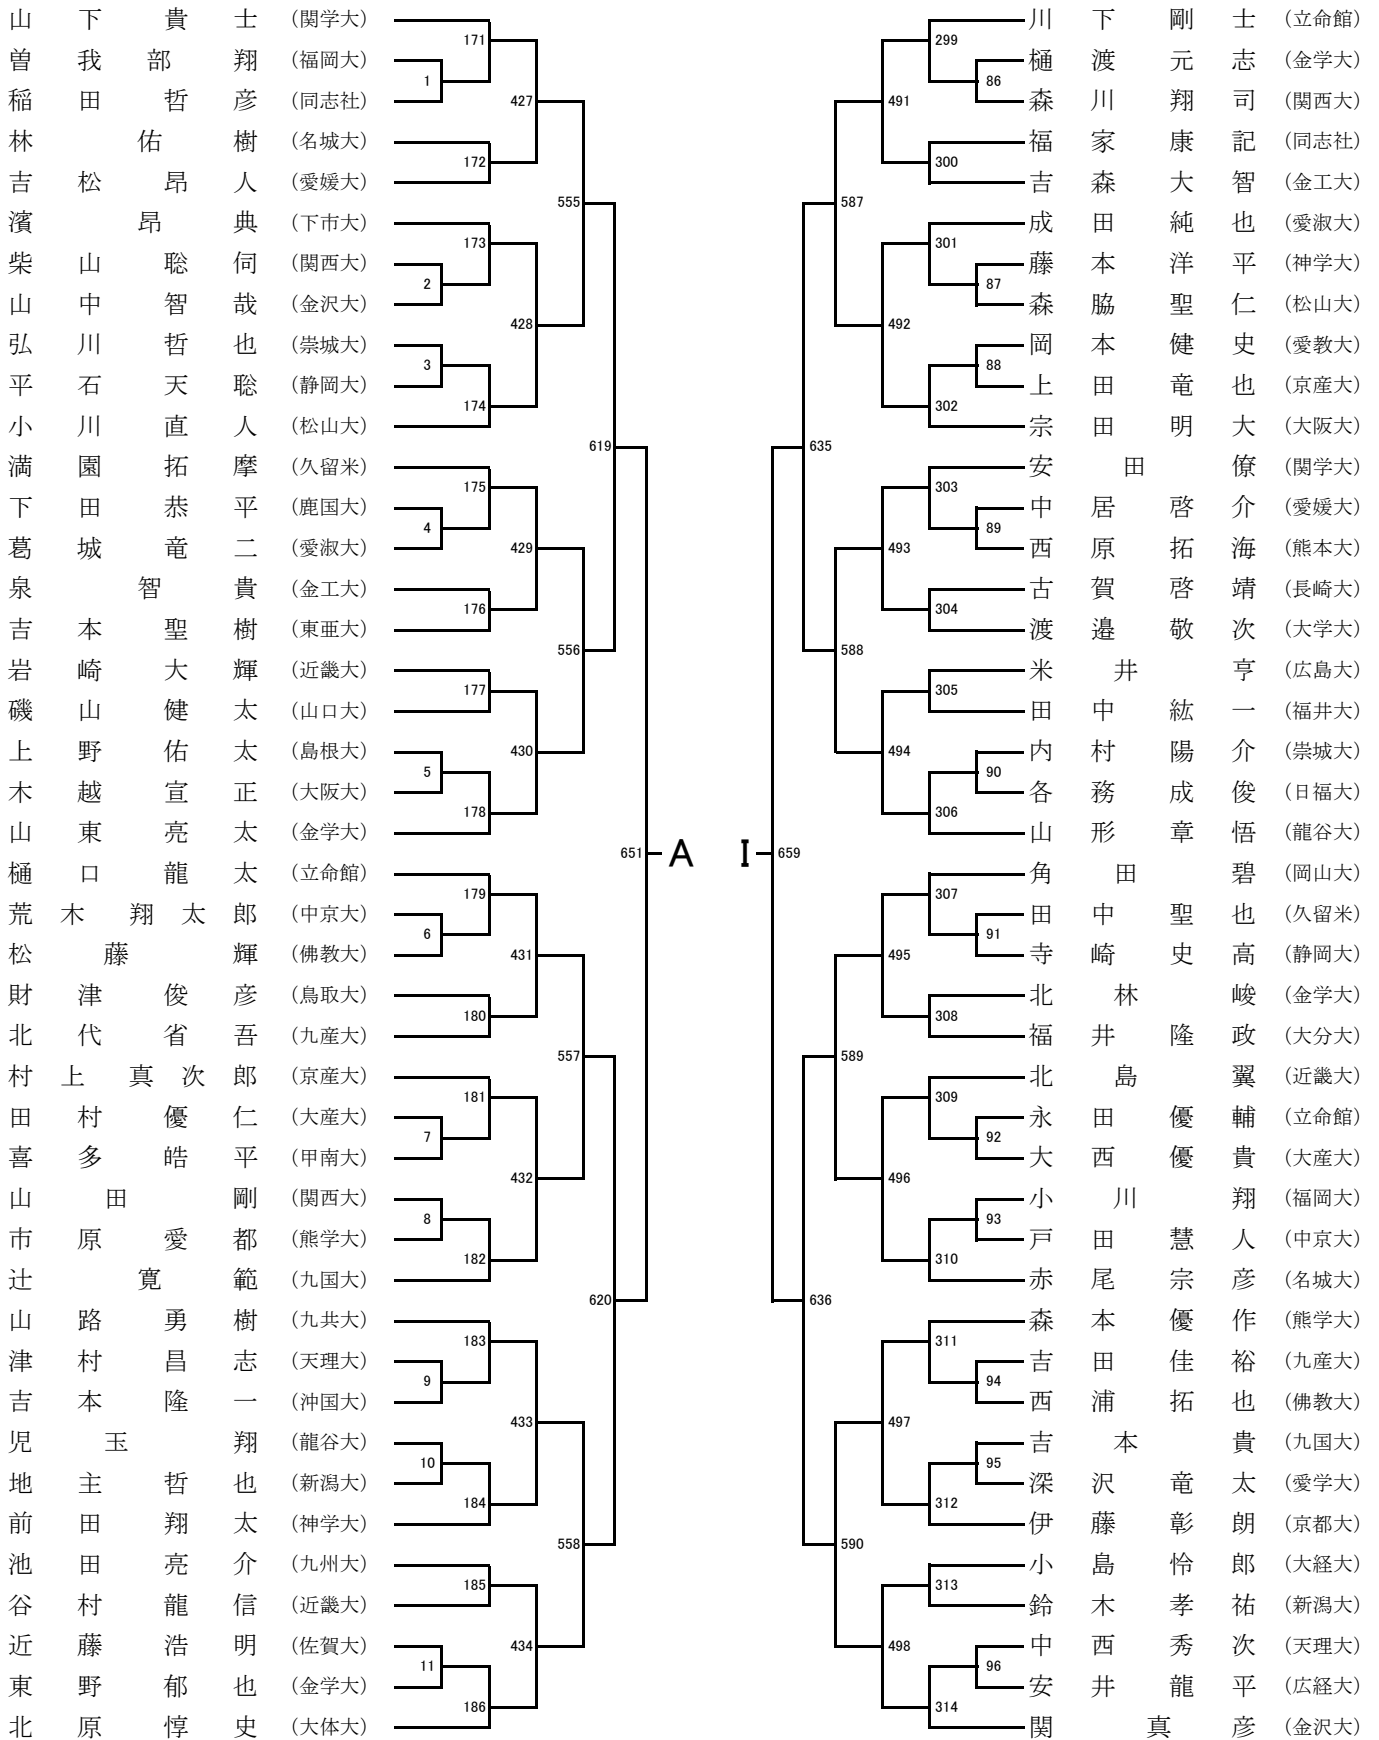 山下貴士 (関学大)
曽我部翔 (福岡大)
稲田哲彦 (同志社)
林佑樹 (名城大)
吉松昂人 (愛媛大)
濱昂典 (下市大)
柴山聡伺 (関西大)
山中智哉 (金沢大)
弘川哲也 (崇城大)
平石天聡 (静岡大)
小川直人 (松山大)
満園拓摩 (久留米)
下田恭平 (鹿国大)
葛城竜二 (愛淑大)
泉智貴 (金工大)
吉本聖樹 (東亜大)
岩崎大輝 (近畿大)
磯山健太 (山口大)
上野佑太 (島根大)
木越宣正 (大阪大)
山東亮太 (金学大)
樋口龍太 (立命館)
荒木翔太郎 (中京大)
松藤輝 (佛教大)
財津俊彦 (鳥取大)
北代省吾 (九産大)
村上真次郎 (京産大)
田村優仁 (大産大)
喜多皓平 (甲南大)
山田剛 (関西大)
市原愛都 (熊学大)
辻寛範 (九国大)
山路勇樹 (九共大)
津村昌志 (天理大)
吉本隆一 (沖国大)
児玉翔 (龍谷大)
地主哲也 (新潟大)
前田翔太 (神学大)
池田亮介 (九州大)
谷村龍信 (近畿大)
近藤浩明 (佐賀大)
東野郁也 (金学大)
北原惇史 (大体大)
1
2
3
4
5
6
7
8
9
10
11
171
172
173
174
175
176
177
178
179
180
181
182
183
184
185
186
427
428
429
430
431
432
433
434
555
556
557
558
619
620
651
A
I
659
635
636
587
588
589
590
491
492
493
494
495
496
497
498
299
300
301
302
303
304
305
306
307
308
309
310
311
312
313
314
86
87
88
89
90
91
92
93
94
95
96
川下剛士 (立命館)
樋渡元志 (金学大)
森川翔司 (関西大)
福家康記 (同志社)
吉森大智 (金工大)
成田純也 (愛淑大)
藤本洋平 (神学大)
森脇聖仁 (松山大)
岡本健史 (愛教大)
上田竜也 (京産大)
宗田明大 (大阪大)
安田僚 (関学大)
中居啓介 (愛媛大)
西原拓海 (熊本大)
古賀啓靖 (長崎大)
渡邉敬次 (大学大)
米井亨 (広島大)
田中紘一 (福井大)
内村陽介 (崇城大)
各務成俊 (日福大)
山形章悟 (龍谷大)
角田碧 (岡山大)
田中聖也 (久留米)
寺崎史高 (静岡大)
北林峻 (金学大)
福井隆政 (大分大)
北島翼 (近畿大)
永田優輔 (立命館)
大西優貴 (大産大)
小川翔 (福岡大)
戸田慧人 (中京大)
赤尾宗彦 (名城大)
森本優作 (熊学大)
吉田佳裕 (九産大)
西浦拓也 (佛教大)
吉本貴 (九国大)
深沢竜太 (愛学大)
伊藤彰朗 (京都大)
小島怜郎 (大経大)
鈴木孝祐 (新潟大)
中西秀次 (天理大)
安井龍平 (広経大)
関真彦 (金沢大)